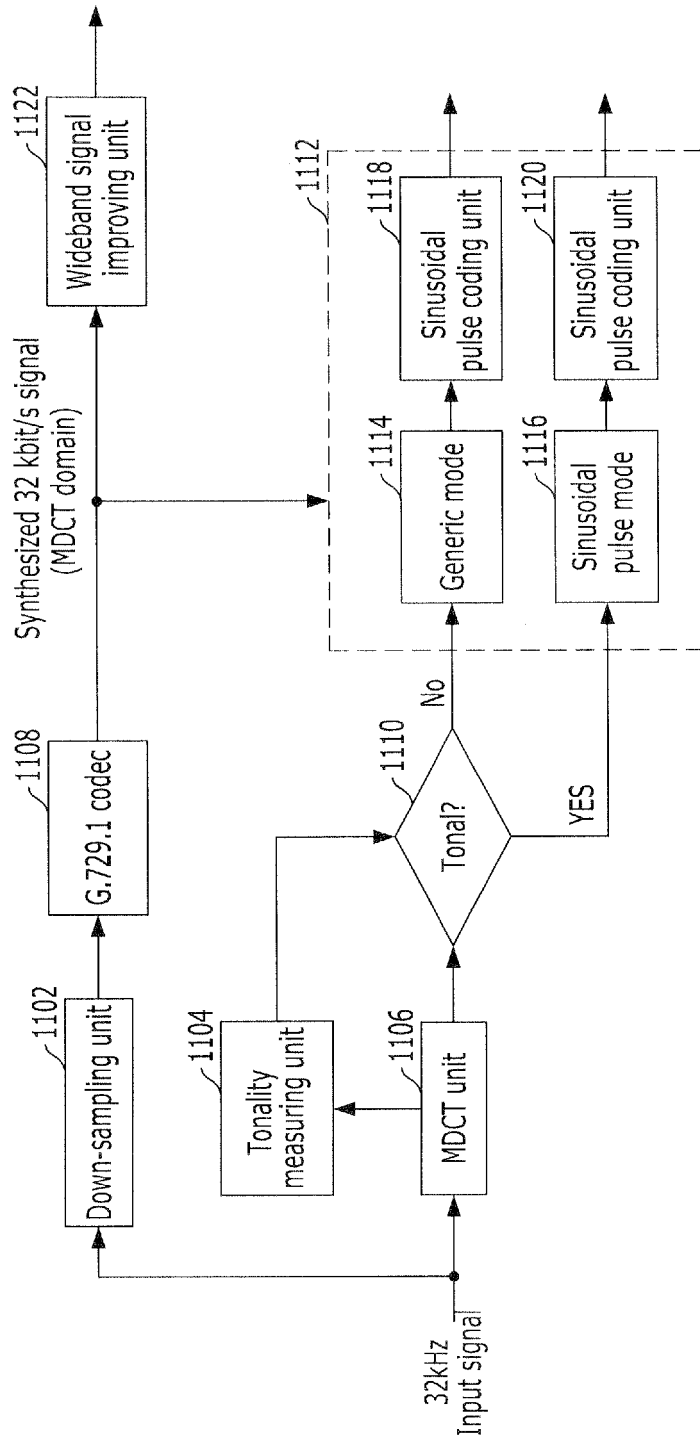 32kHz
Input signal
1102
Down-sampling unit
1108
G.729.1 codec
Synthesized 32 kbit/s signal
(MDCT domain)
1122
Wideband signal
improving unit
1104
Tonality
measuring unit
1106
MDCT unit
1110
Tonal?
No
YES
1112
1114
Generic mode
1118
Sinusoidal
pulse coding unit
1116
Sinusoidal
pulse mode
1120
Sinusoidal
pulse coding unit